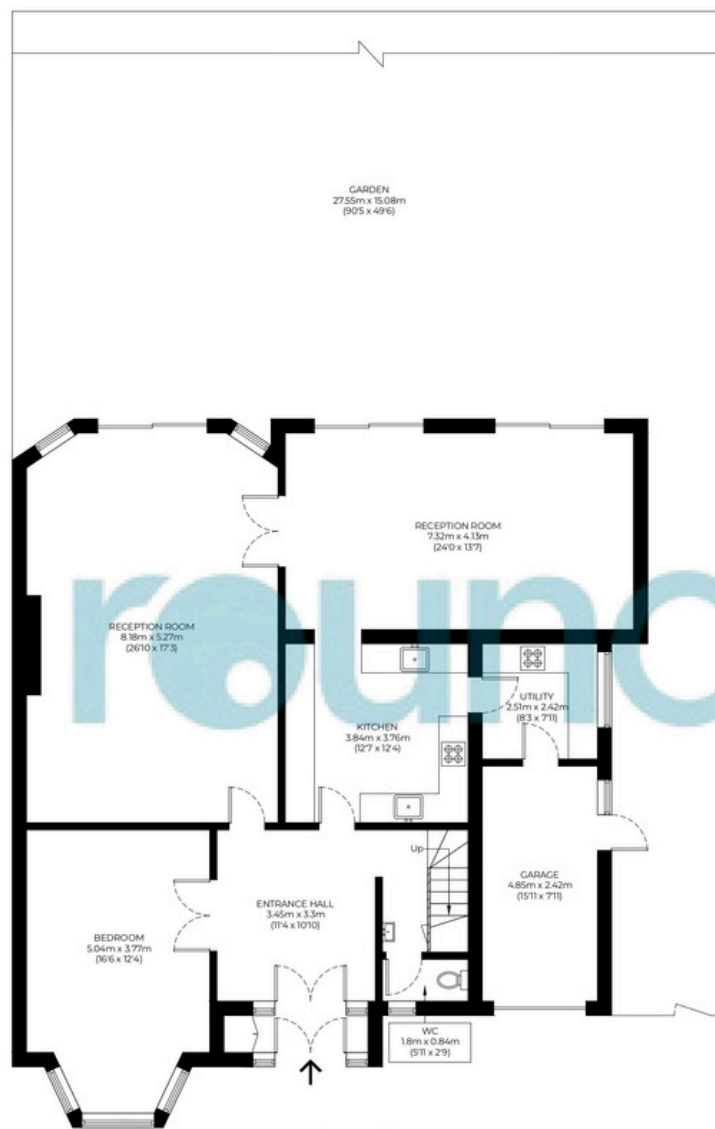 GARDEN
27.55m x 15.08m
(90'5 x 49'6)
RECEPTION ROOM
7.32m x 4.13m
(24'0 x 13'7)
round
RECEPTION ROOM
8.18m x 5.27m
(26'10 x 17'3)
UTILITY
2.51m x 2.42m
(8'3 x 7'11)
KITCHEN
3.84m x 3.76m
(12'7 x 12'4)
Up
GARAGE
4.85m x 2.42m
(15'11 x 7'11)
ENTRANCE HALL
3.45m x 3.3m
(11'4 x 10'10)
BEDROOM
5.04m x 3.77m
(16'6 x 12'4)
WC
1.8m x 0.84m
(5'11 x 2'9)